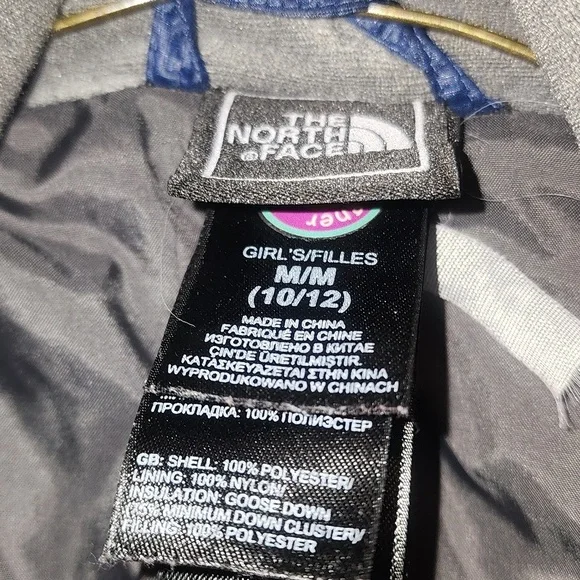 THE
NORTH
FACE
ner
GIRL'S/FILLES
M/M
(10/12)
MADE IN CHINA
FABRIQUÉ EN CHINE
ИЗГОТОВЛЕНО В КИТАЕ
ÇIN'DE ÜRETILMIŞTIR.
ΚΑΤΑΣΚΕΥΑΖΕΤΑΙ ΣΤΗΝ ΚΙΝΑ
WYPRODUKOWANO W CHINACH
ПРОКЛАДКА: 100% ПОЛИЭСТЕР
GB: SHELL: 100% POLYESTER/
LINING: 100% NYLON/
INSULATION: GOOSE DOWN
(75% MINIMUM DOWN CLUSTER)/
FILLING: 100% POLYESTER